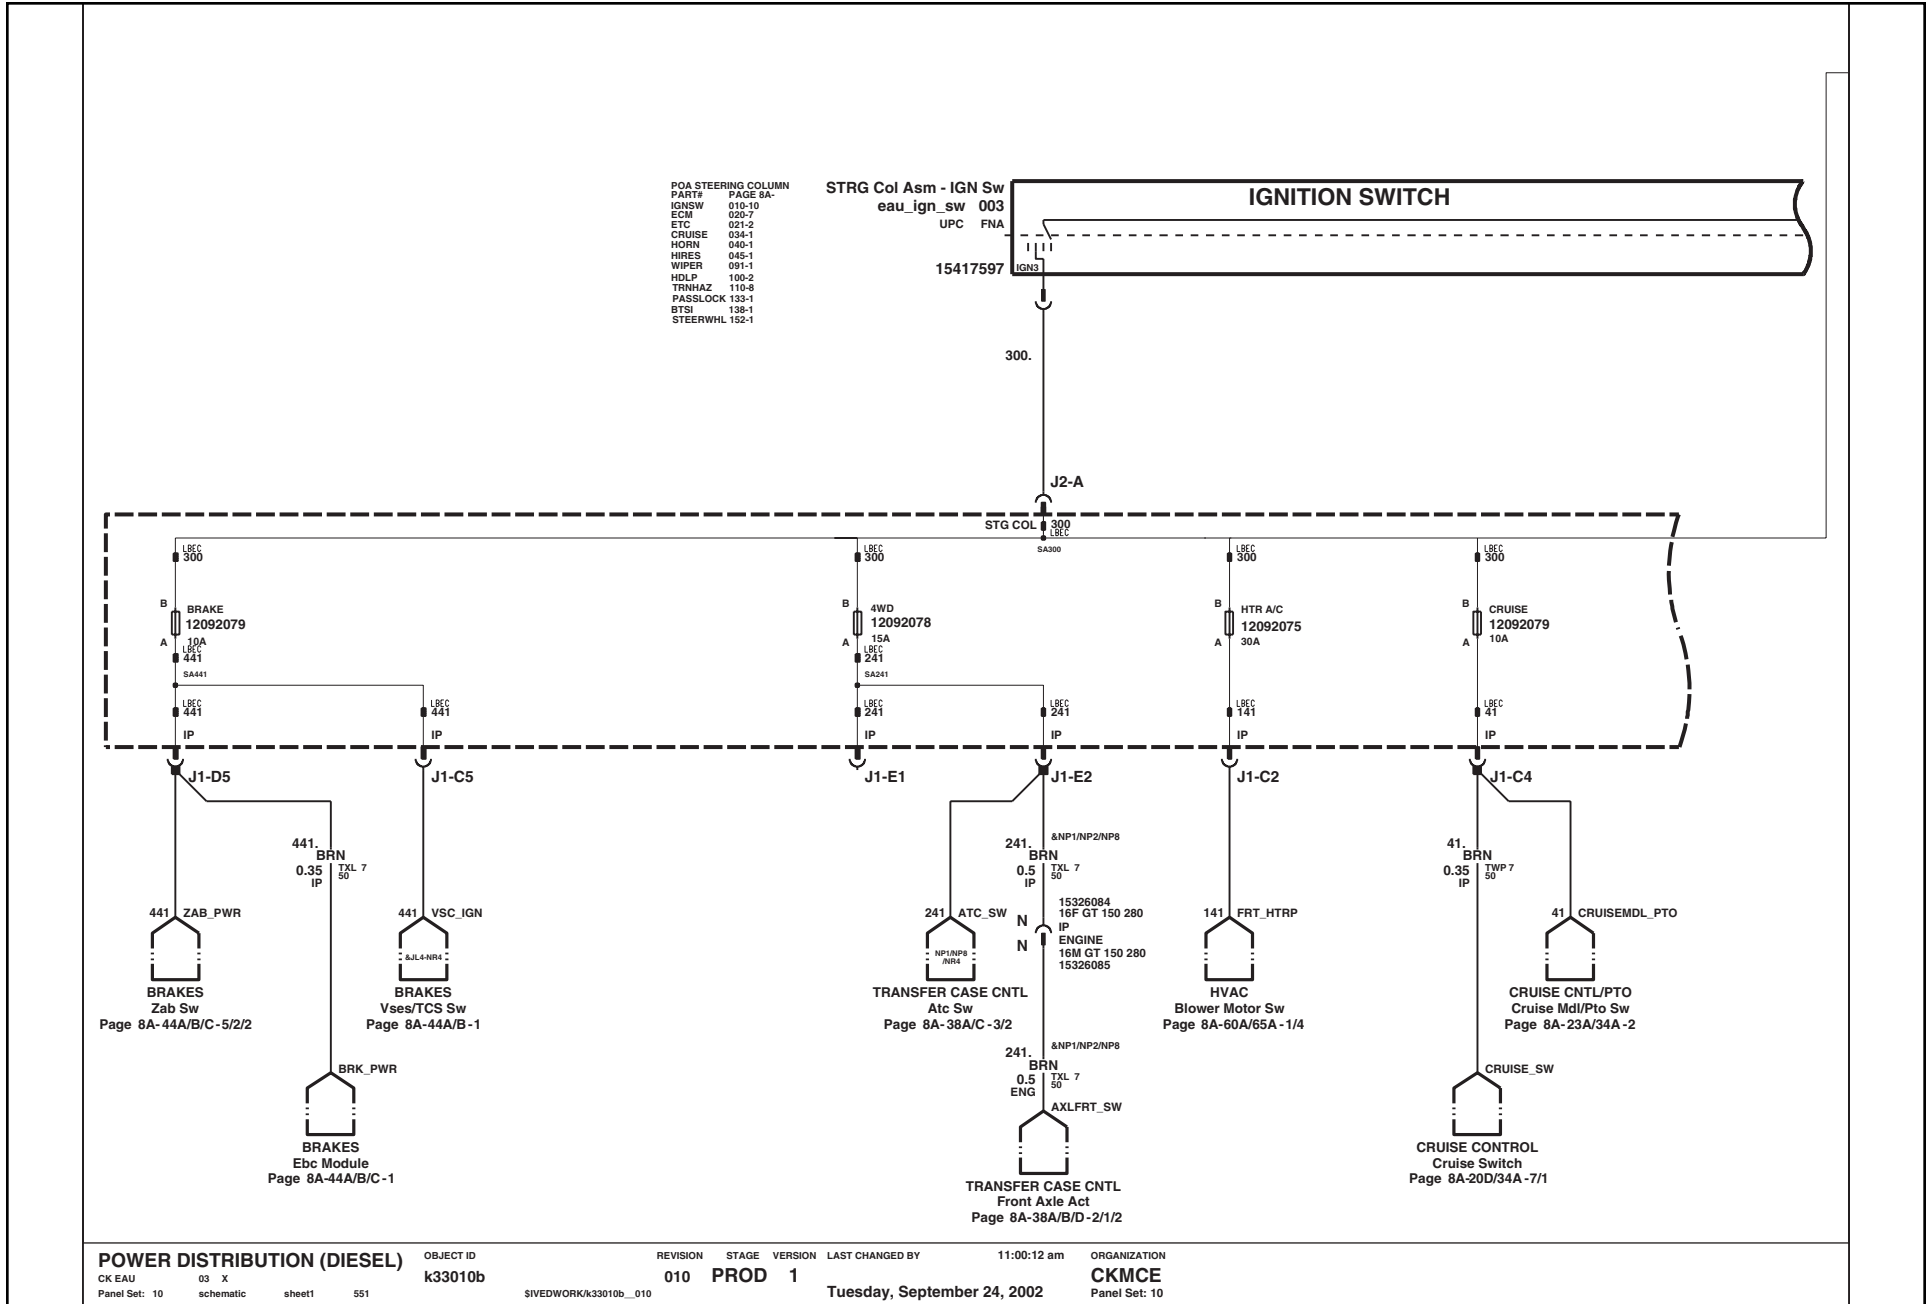 POA STEERING COLUMN
PART# PAGE 8A-
IGNSW 010-10
ECM 020-7
ETC 021-2
CRUISE 034-1
HORN 040-1
HIRES 045-1
WIPER 091-1
HDLP 100-2
TRNHAZ 110-8
PASSLOCK 133-1
BTSI 138-1
STEERWHL 152-1
STRG Col Asm - IGN Sw
eau_ign_sw 003
UPC FNA
15417597
IGNITION SWITCH
IGN3
300.
J2-A
STG COL 300
LBEC
SA300
LBEC
300
LBEC
300
LBEC
300
LBEC
300
B
BRAKE
12092079
A
10A
LBEC
441
SA441
B
4WD
12092078
A
15A
LBEC
241
SA241
B
HTR A/C
12092075
A
30A
B
CRUISE
12092079
A
10A
LBEC
441
IP
LBEC
441
IP
LBEC
241
IP
LBEC
241
IP
LBEC
141
IP
LBEC
41
IP
J1-D5
J1-C5
J1-E1
J1-E2
J1-C2
J1-C4
441.
BRN
0.35 TXL 7
50
IP
241. &NP1/NP2/NP8
BRN
0.5 TXL 7
50
IP
41.
BRN
0.35 TWP 7
50
IP
15326084
16F GT 150 280
N
IP
ENGINE
N
16M GT 150 280
15326085
441 ZAB_PWR
BRAKES
Zab Sw
Page 8A-44A/B/C-5/2/2
441 VSC_IGN
&JL4-NR4
BRAKES
Vses/TCS Sw
Page 8A-44A/B-1
241 ATC_SW
NP1/NP8
/NR4
TRANSFER CASE CNTL
Atc Sw
Page 8A-38A/C-3/2
141 FRT_HTRP
HVAC
Blower Motor Sw
Page 8A-60A/65A-1/4
41 CRUISEMDL_PTO
CRUISE CNTL/PTO
Cruise Mdl/Pto Sw
Page 8A-23A/34A-2
BRK_PWR
BRAKES
Ebc Module
Page 8A-44A/B/C-1
241. &NP1/NP2/NP8
BRN
0.5 TXL 7
50
ENG
AXLFRT_SW
TRANSFER CASE CNTL
Front Axle Act
Page 8A-38A/B/D-2/1/2
CRUISE_SW
CRUISE CONTROL
Cruise Switch
Page 8A-20D/34A-7/1
POWER DISTRIBUTION (DIESEL)
CK EAU 03 X
Panel Set: 10 schematic sheet1 551
OBJECT ID
k33010b
$IVEDWORK/k33010b__010
REVISION STAGE VERSION LAST CHANGED BY 11:00:12 am
010 PROD 1
Tuesday, September 24, 2002
ORGANIZATION
CKMCE
Panel Set: 10